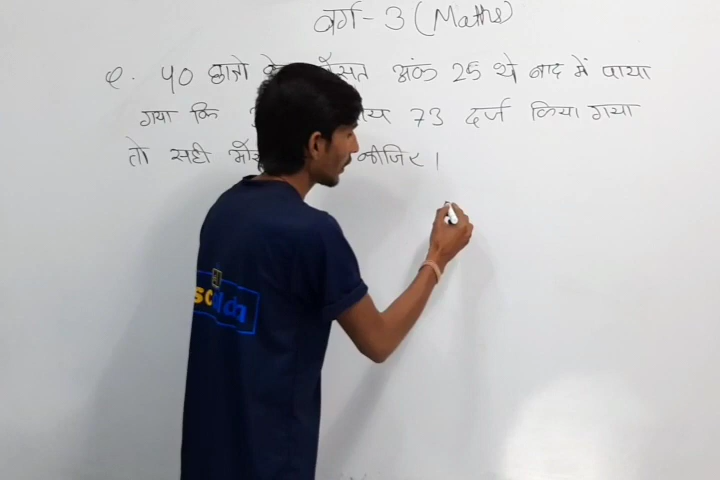 वर्ग - 3 (Maths)
Q. 40 छात्रो के औसत अंक 25 थे बाद में पाया
गया कि 73 दर्ज किया गया
तो सही कीजिए।